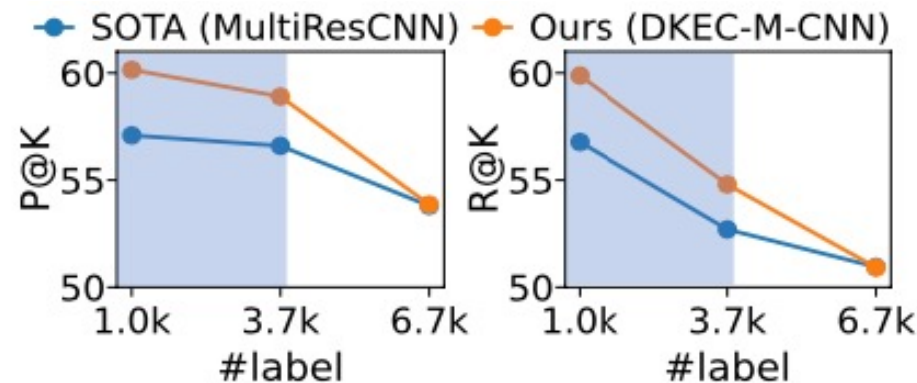 SOTA (MultiResCNN) Ours (DKEC-M-CNN)
P@K
60
55
50
1.0k 3.7k 6.7k
#label
R@K
60
55
50
1.0k 3.7k 6.7k
#label